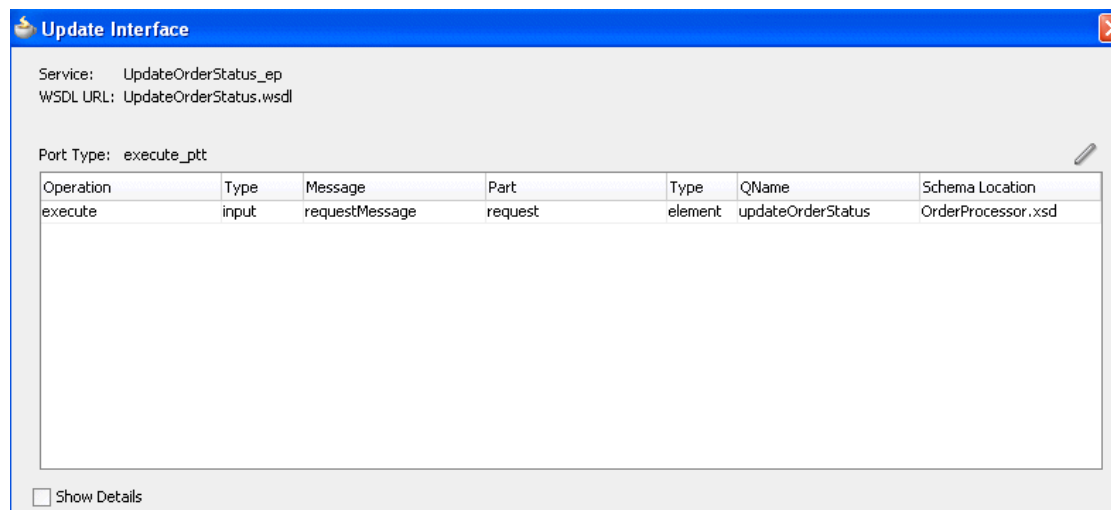 Update Interface
Service: UpdateOrderStatus_ep
WSDL URL: UpdateOrderStatus.wsdl
Port Type: execute_ptt
Operation Type Message Part Type QName Schema Location
execute input requestMessage request element updateOrderStatus OrderProcessor.xsd
Show Details